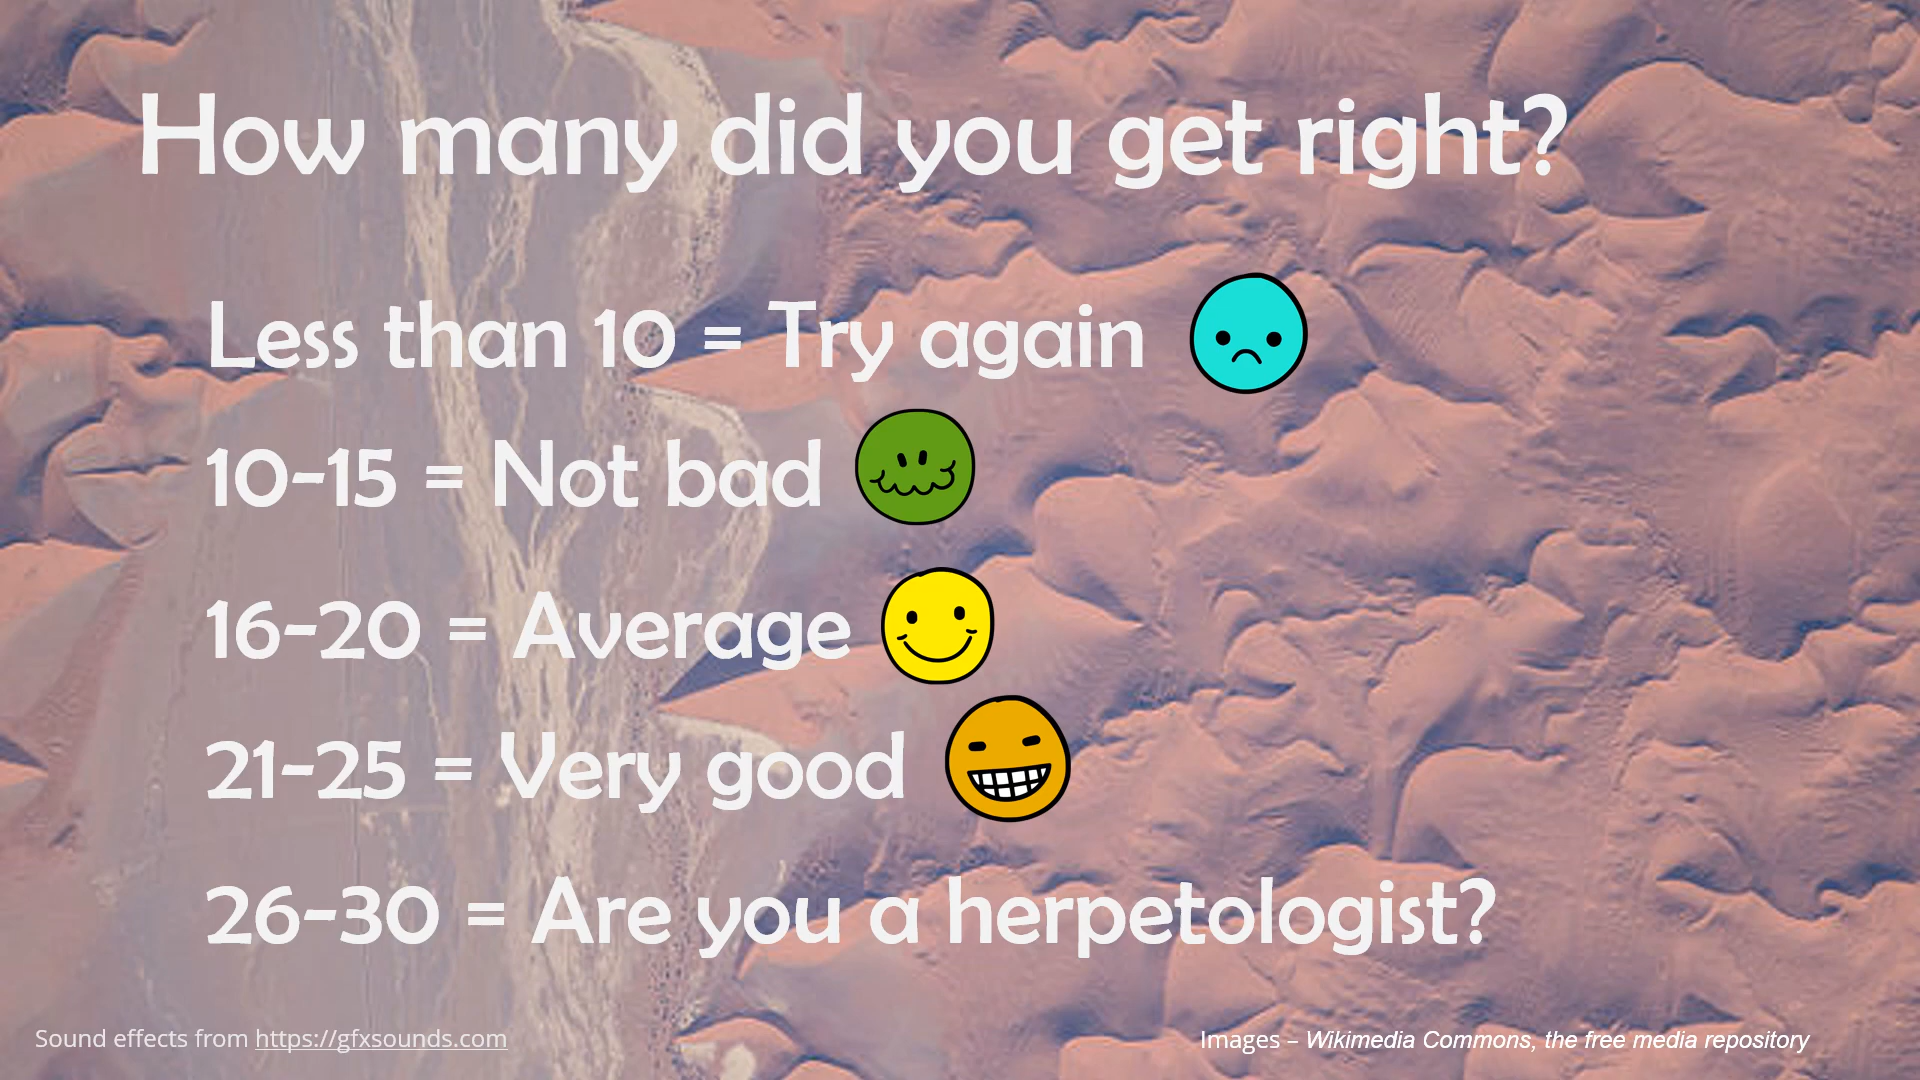 How many did you get right?
Less than 10 = Try again
10-15 = Not bad
16-20 = Average
21-25 = Very good
26-30 = Are you a herpetologist?
Sound effects from https://gfxsounds.com
Images – Wikimedia Commons, the free media repository